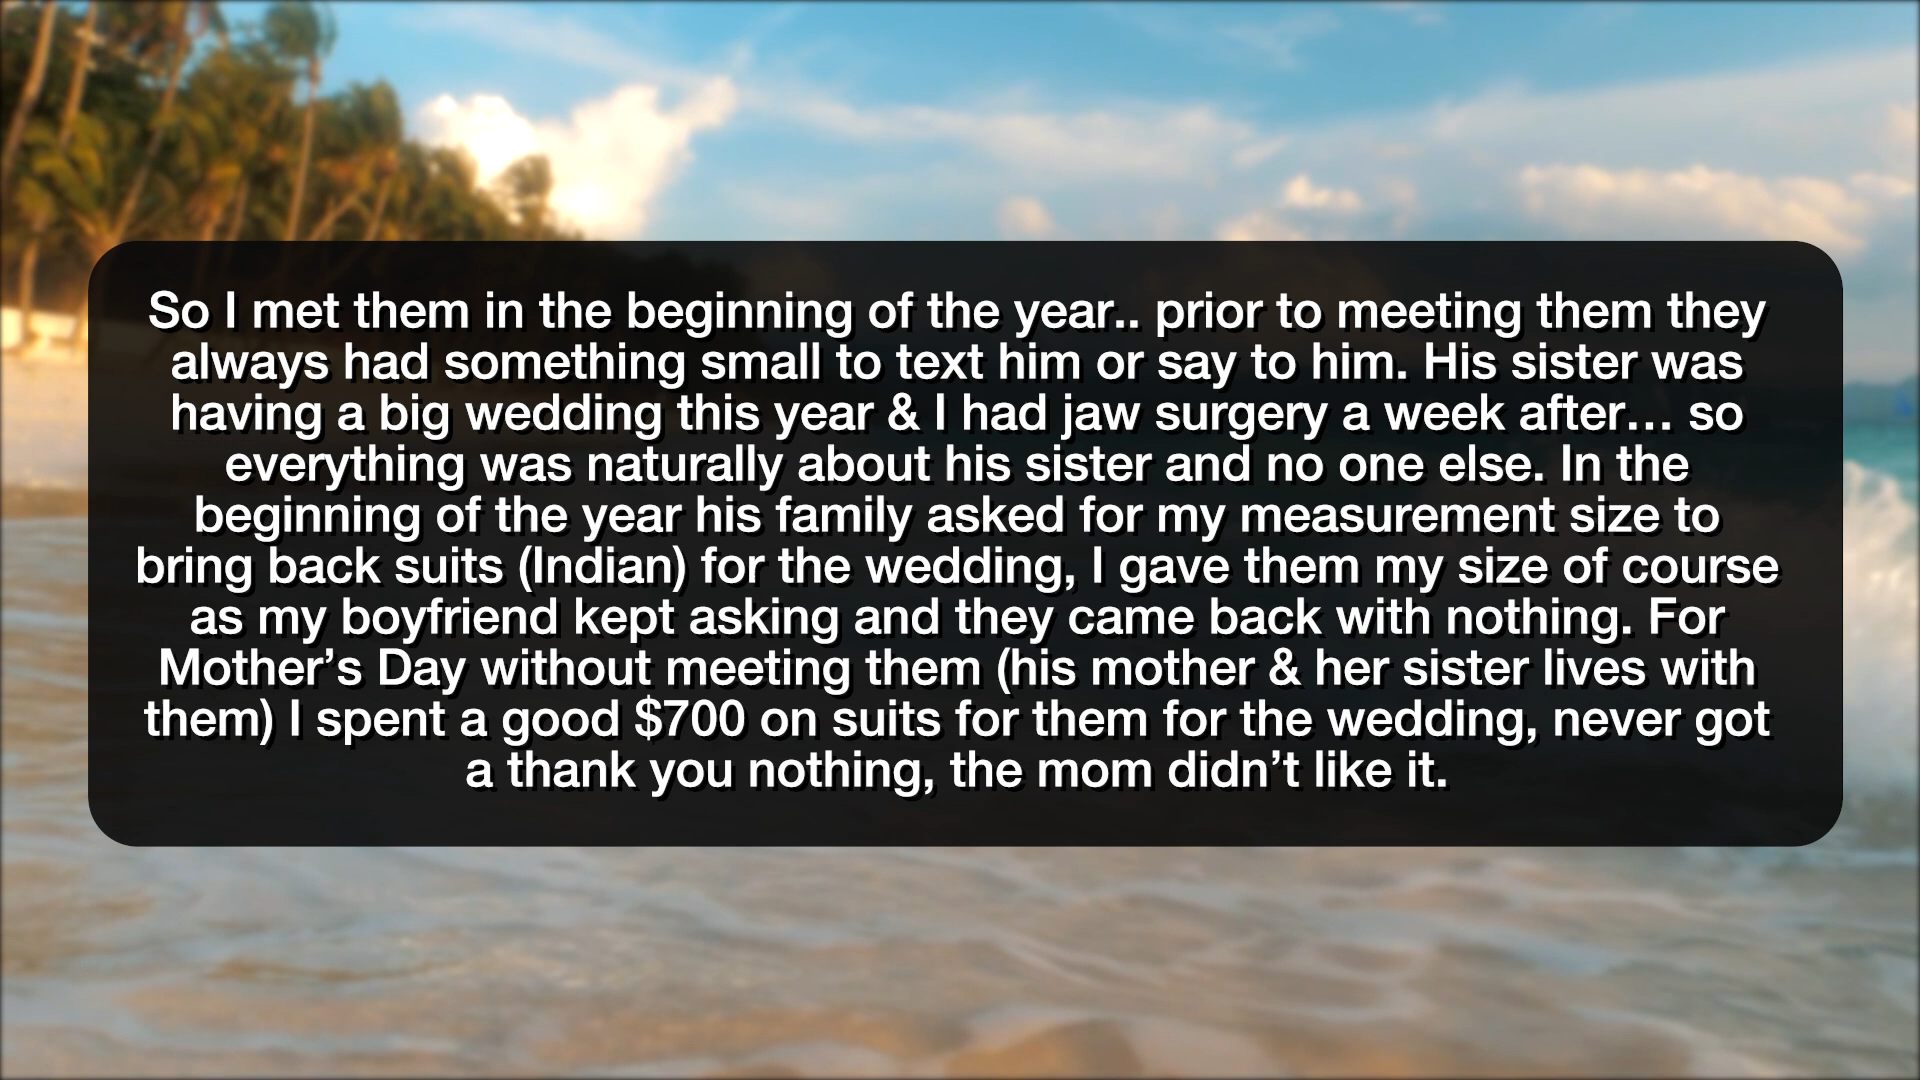 So I met them in the beginning of the year.. prior to meeting them they
always had something small to text him or say to him. His sister was
having a big wedding this year & I had jaw surgery a week after… so
everything was naturally about his sister and no one else. In the
beginning of the year his family asked for my measurement size to
bring back suits (Indian) for the wedding, I gave them my size of course
as my boyfriend kept asking and they came back with nothing. For
Mother’s Day without meeting them (his mother & her sister lives with
them) I spent a good $700 on suits for them for the wedding, never got
a thank you nothing, the mom didn’t like it.